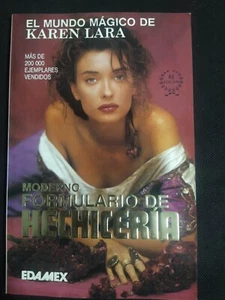 EL MUNDO MÁGICO DE
KAREN LARA
MÁS DE
200 000
EJEMPLARES
VENDIDOS
MODERNO
FORMULARIO DE
HECHICERÍA
EDAMEX